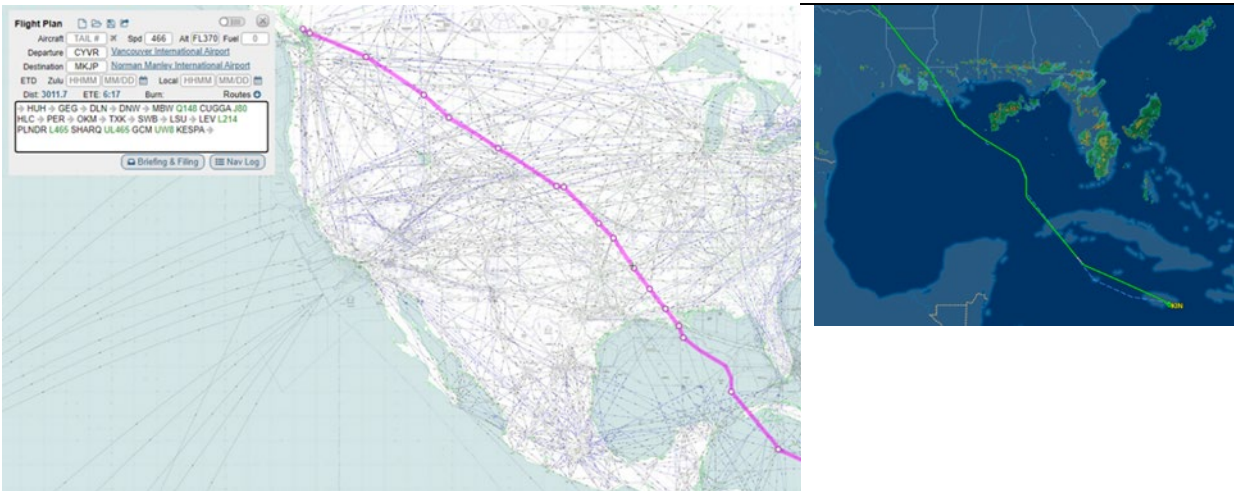 Flight Plan
Aircraft TAIL # Spd 466 Alt FL370 Fuel 0
Departure CYVR Vancouver International Airport
Destination MKJP Norman Manley International Airport
ETD Zulu HHMM MM/DD Local HHMM MM/DD
Dist: 3011.7 ETE: 6:17 Burn: Routes
→ HUH → GEG → DLN → DNW → MBW Q148 CUGGA J80
HLC → PER → OKM → TXK → SWB → LSU → LEV L214
PLNDR L465 SHARQ UL465 GCM UW8 KESPA →
Briefing & Filing Nav Log
KIN